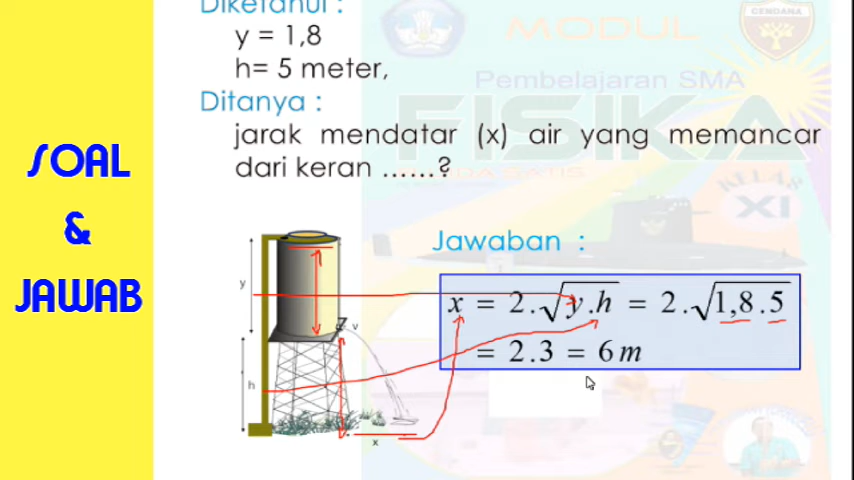 Diketahui :
y = 1,8
h= 5 meter,
Ditanya :
jarak mendatar (x) air yang memancar
dari keran ......?
SOAL
&
JAWAB
Jawaban :
x = 2.√y.h = 2.√1,8.5
= 2.3 = 6 m
y
v
h
x
CENDANA
MODUL
Pembelajaran SMA
FISIKA
KELAS
XI